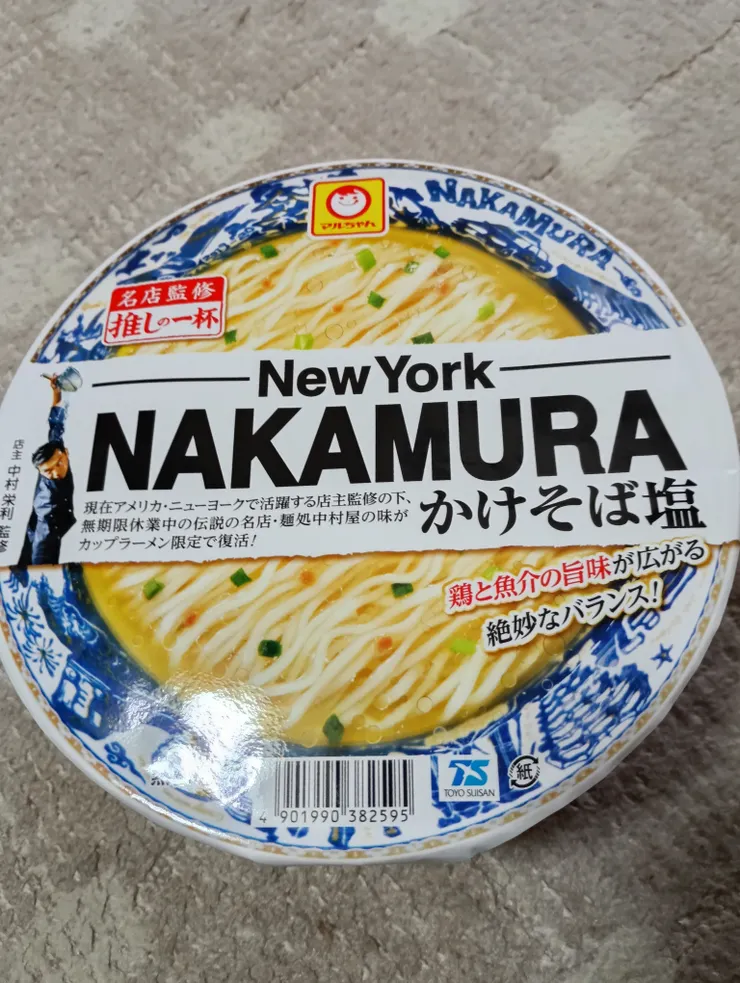 マルちゃん
NAKAMURA
名店監修
推しの一杯
New York
NAKAMURA
かけそば塩
店主 中村栄利 監修
現在アメリカ・ニューヨークで活躍する店主監修の下、
無期限休業中の伝説の名店・麺処中村屋の味が
カップラーメン限定で復活!
鶏と魚介の旨味が広がる
絶妙なバランス!
4 901990 382595
TS
TOYO SUISAN
紙